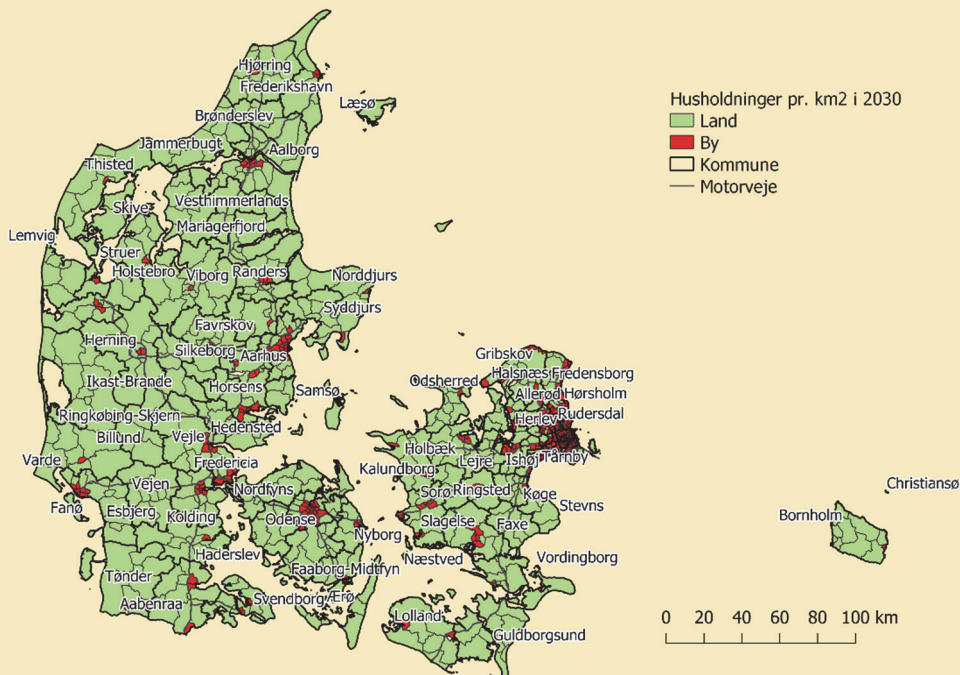 Husholdninger pr. km2 i 2030
Land
By
Kommune
Motorveje
Hjørring
Frederikshavn
Læsø
Brønderslev
Jammerbugt
Aalborg
Thisted
Vesthimmerlands
Skive
Mariagerfjord
Lemvig
Struer
Holstebro
Viborg
Randers
Norddjurs
Syddjurs
Favrskov
Herning
Silkeborg
Aarhus
Gribskov
Halsnæs
Fredensborg
Odsherred
Ikast-Brande
Horsens
Samsø
Allerød
Hørsholm
Ringkøbing-Skjern
Hedensted
Herlev
Rudersdal
Billund
Vejle
Holbæk
Varde
Fredericia
Kalundborg
Lejre
Ishøj
Tårnby
Vejen
Nordfyns
Sorø
Ringsted
Køge
Christiansø
Fanø
Esbjerg
Kolding
Odense
Nyborg
Slagelse
Faxe
Stevns
Bornholm
Haderslev
Næstved
Vordingborg
Tønder
Faaborg-Midtfyn
Aabenraa
Svendborg
Ærø
Lolland
Guldborgsund
0 20 40 60 80 100 km